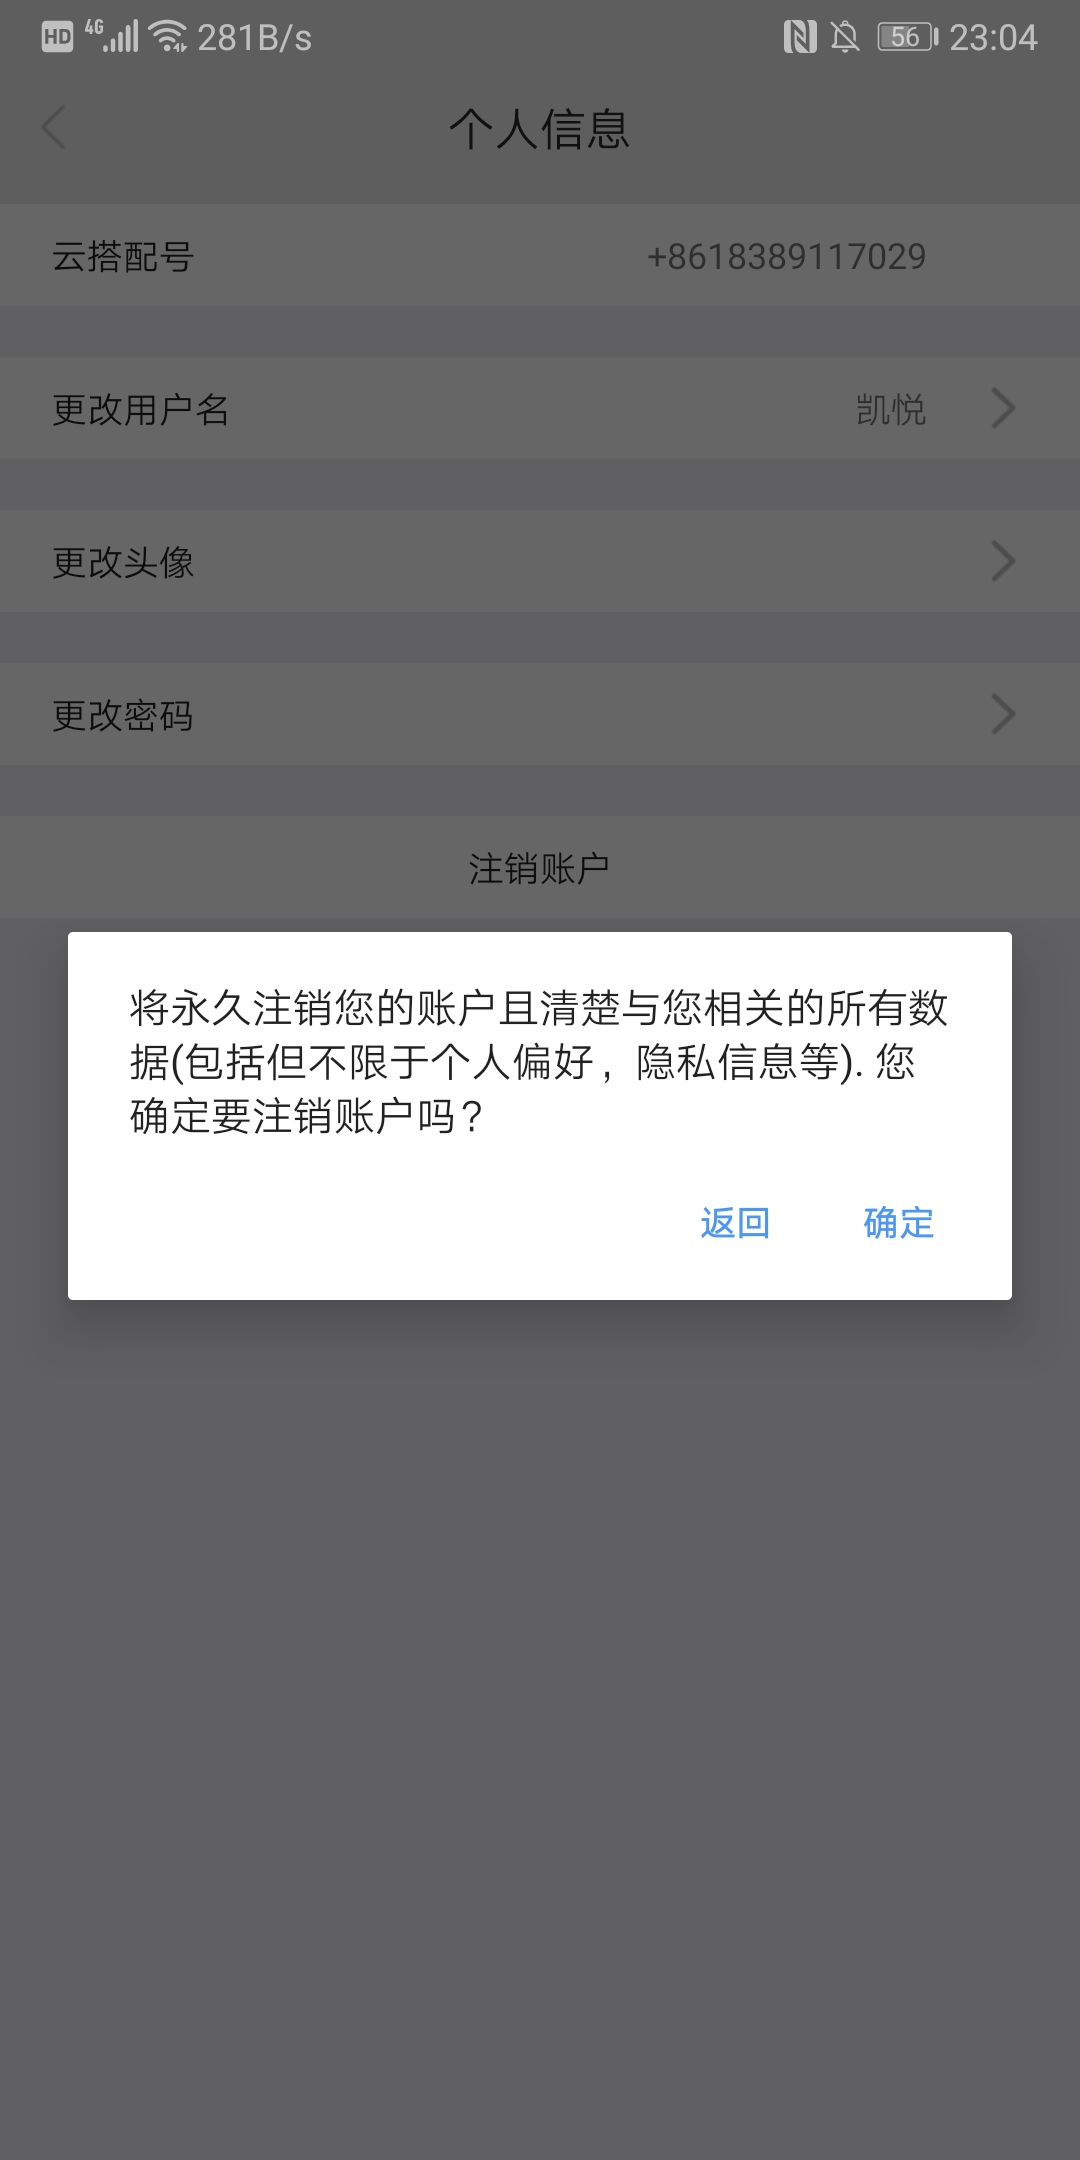 HD 4G 281B/s 56 23:04
个人信息
云搭配号 +8618389117029
更改用户名 凯悦
更改头像
更改密码
注销账户
将永久注销您的账户且清楚与您相关的所有数
据(包括但不限于个人偏好，隐私信息等). 您
确定要注销账户吗？
返回 确定